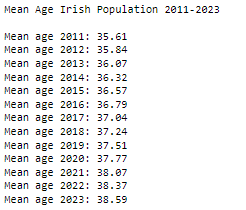 Mean Age Irish Population 2011-2023
Mean age 2011: 35.61
Mean age 2012: 35.84
Mean age 2013: 36.07
Mean age 2014: 36.32
Mean age 2015: 36.57
Mean age 2016: 36.79
Mean age 2017: 37.04
Mean age 2018: 37.24
Mean age 2019: 37.51
Mean age 2020: 37.77
Mean age 2021: 38.07
Mean age 2022: 38.37
Mean age 2023: 38.59